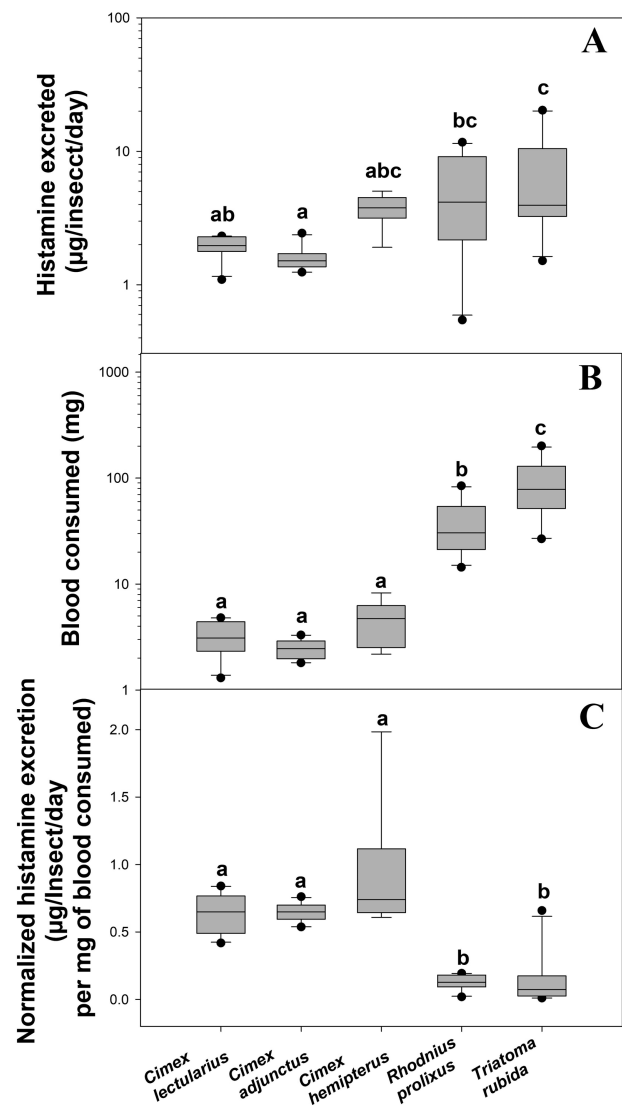 A
Histamine excreted
(µg/insecct/day)
100
10
1
ab
a
abc
bc
c
B
Blood consumed (mg)
1000
100
10
1
a
a
a
b
c
C
Normalized histamine excretion
(µg/Insect/day
per mg of blood consumed)
2.0
1.5
1.0
0.5
0.0
a
a
a
b
b
Cimex
lectularius
Cimex
adjunctus
Cimex
hemipterus
Rhodnius
prolixus
Triatoma
rubida